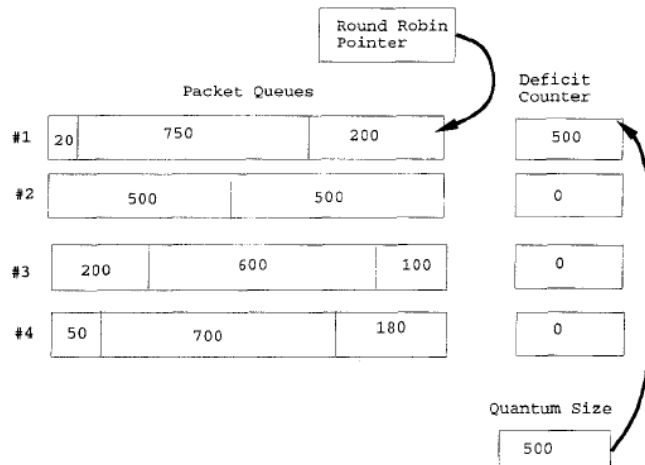 Round Robin
Pointer
Packet Queues
Deficit
Counter
#1 20 750 200 500
#2 500 500 0
#3 200 600 100 0
#4 50 700 180 0
Quantum Size
500